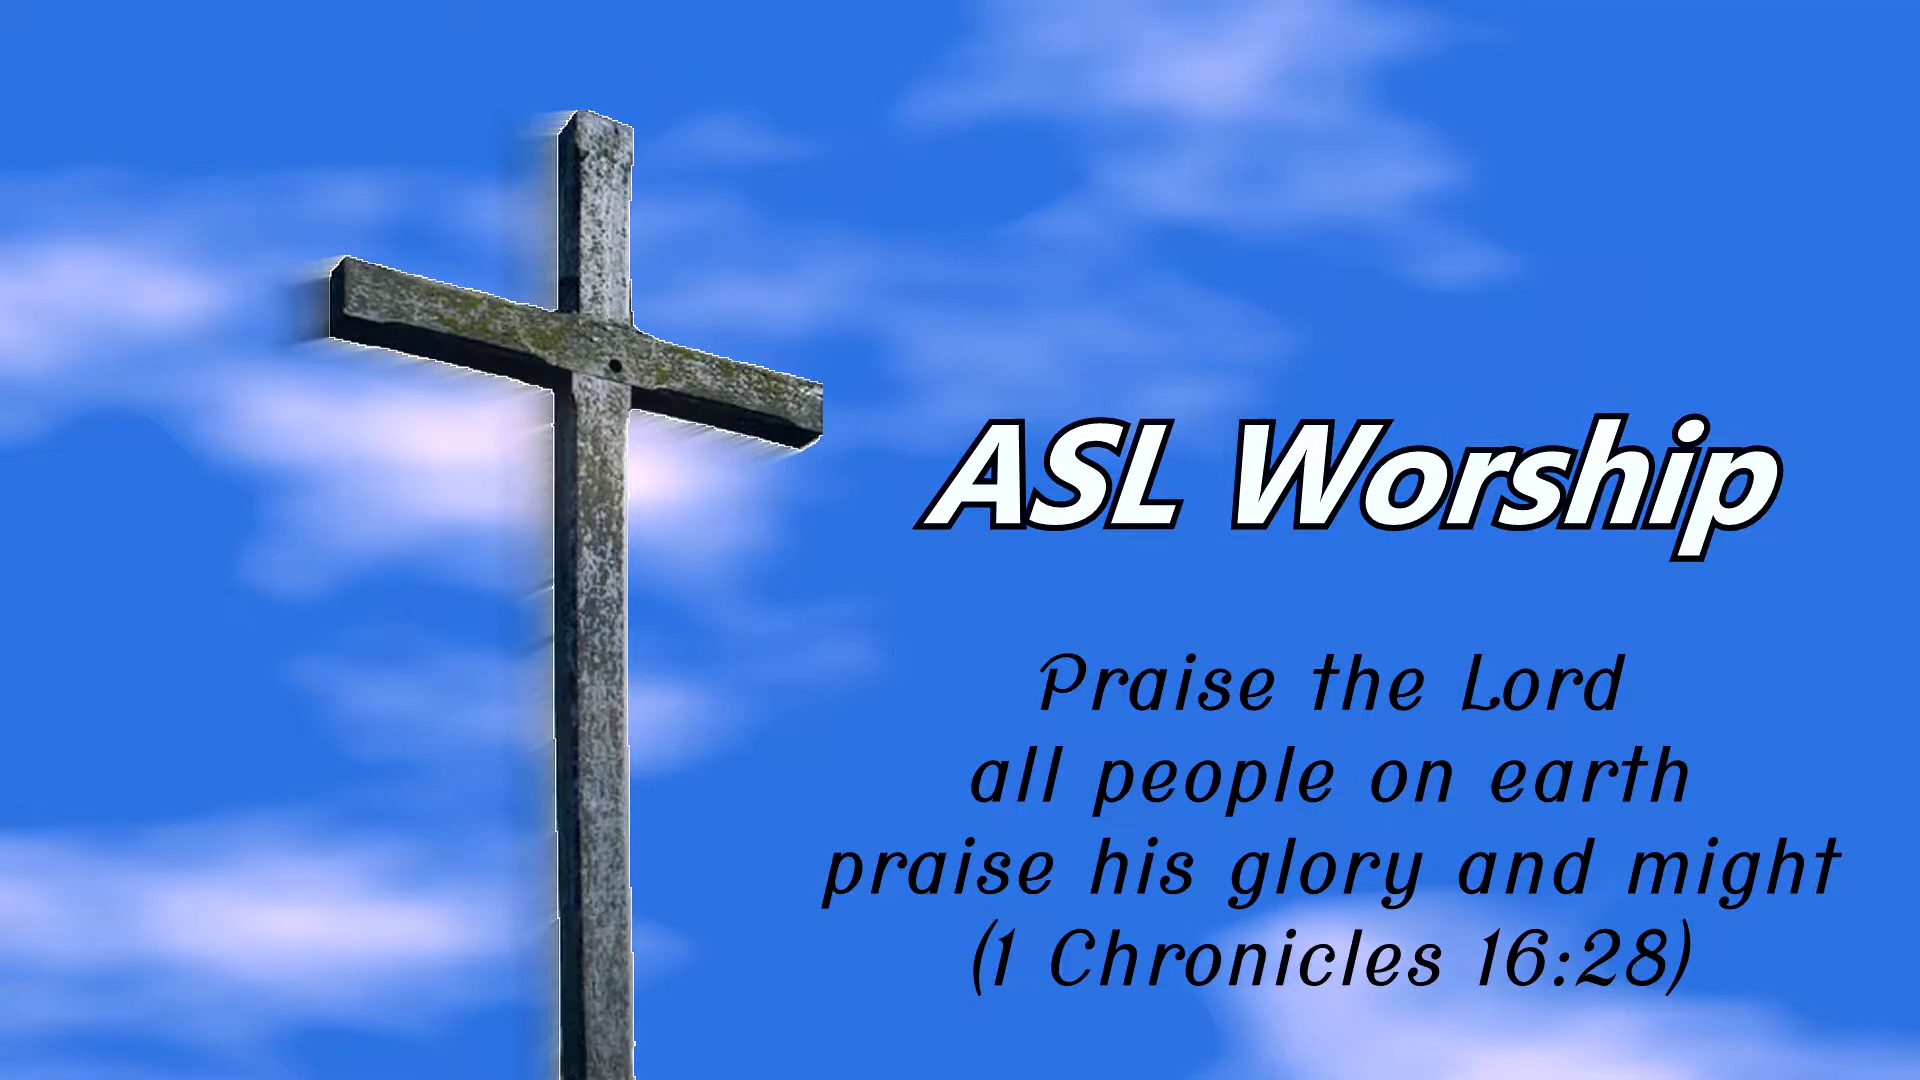 ASL Worship
Praise the Lord
all people on earth
praise his glory and might
(1 Chronicles 16:28)